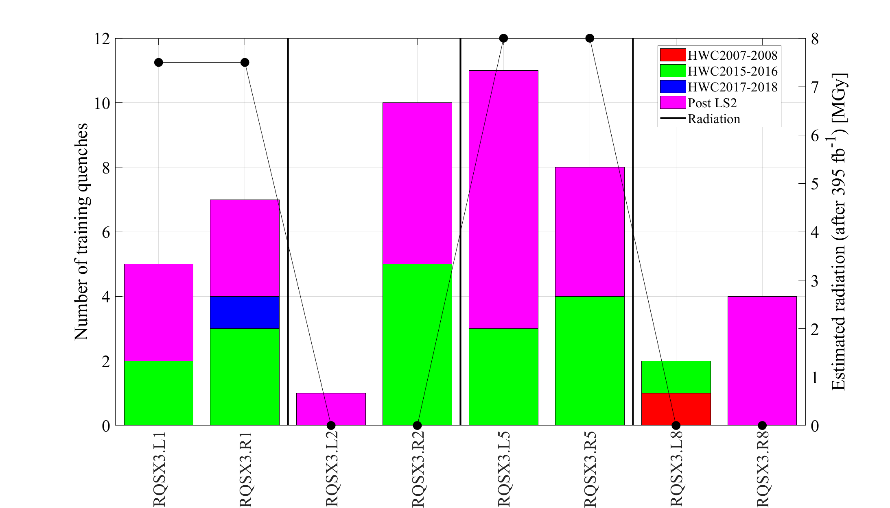 12
10
8
6
4
2
0
Number of training quenches
HWC2007-2008
HWC2015-2016
HWC2017-2018
Post LS2
Radiation
8
7
6
5
4
3
2
1
0
Estimated radiation (after 395 fb⁻¹) [MGy]
RQSX3.L1
RQSX3.R1
RQSX3.L2
RQSX3.R2
RQSX3.L5
RQSX3.R5
RQSX3.L8
RQSX3.R8